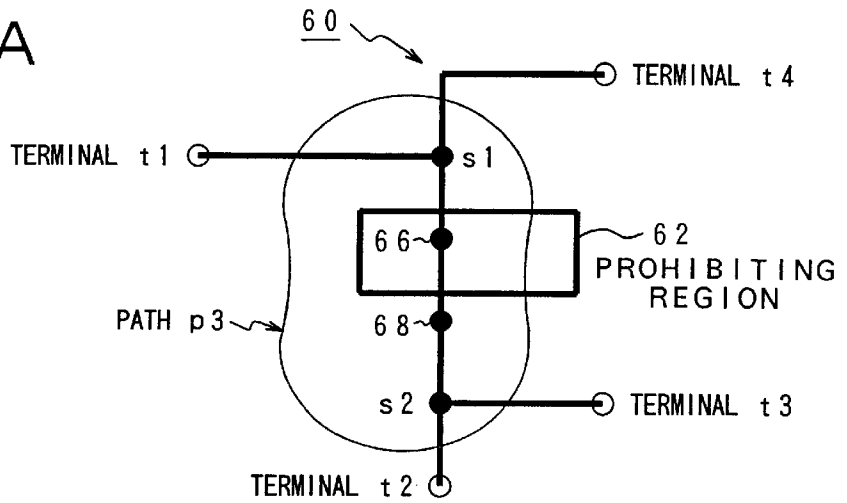 A
60
TERMINAL t4
TERMINAL t1
s1
66
62
PROHIBITING
REGION
PATH p3
68
s2
TERMINAL t3
TERMINAL t2